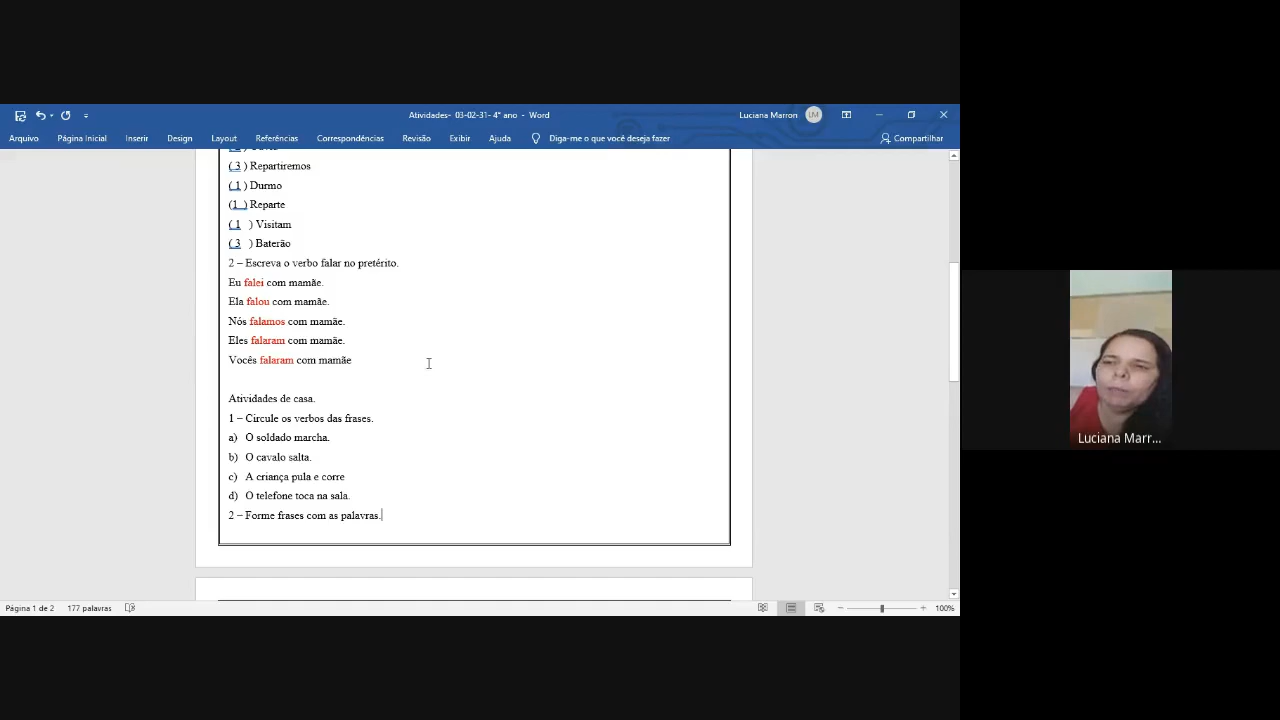 Atividades- 03-02-31- 4° ano - Word
Luciana Marron
LM
Arquivo Página Inicial Inserir Design Layout Referências Correspondências Revisão Exibir Ajuda Diga-me o que você deseja fazer Compartilhar
( 3 ) Repartiremos
( 1 ) Durmo
(1 ) Reparte
( 1 ) Visitam
( 3 ) Baterão
2 – Escreva o verbo falar no pretérito.
Eu falei com mamãe.
Ela falou com mamãe.
Nós falamos com mamãe.
Eles falaram com mamãe.
Vocês falaram com mamãe
Atividades de casa.
1 – Circule os verbos das frases.
a) O soldado marcha.
b) O cavalo salta.
c) A criança pula e corre
d) O telefone toca na sala.
2 – Forme frases com as palavras.
Página 1 de 2 177 palavras
100%
Luciana Marr...